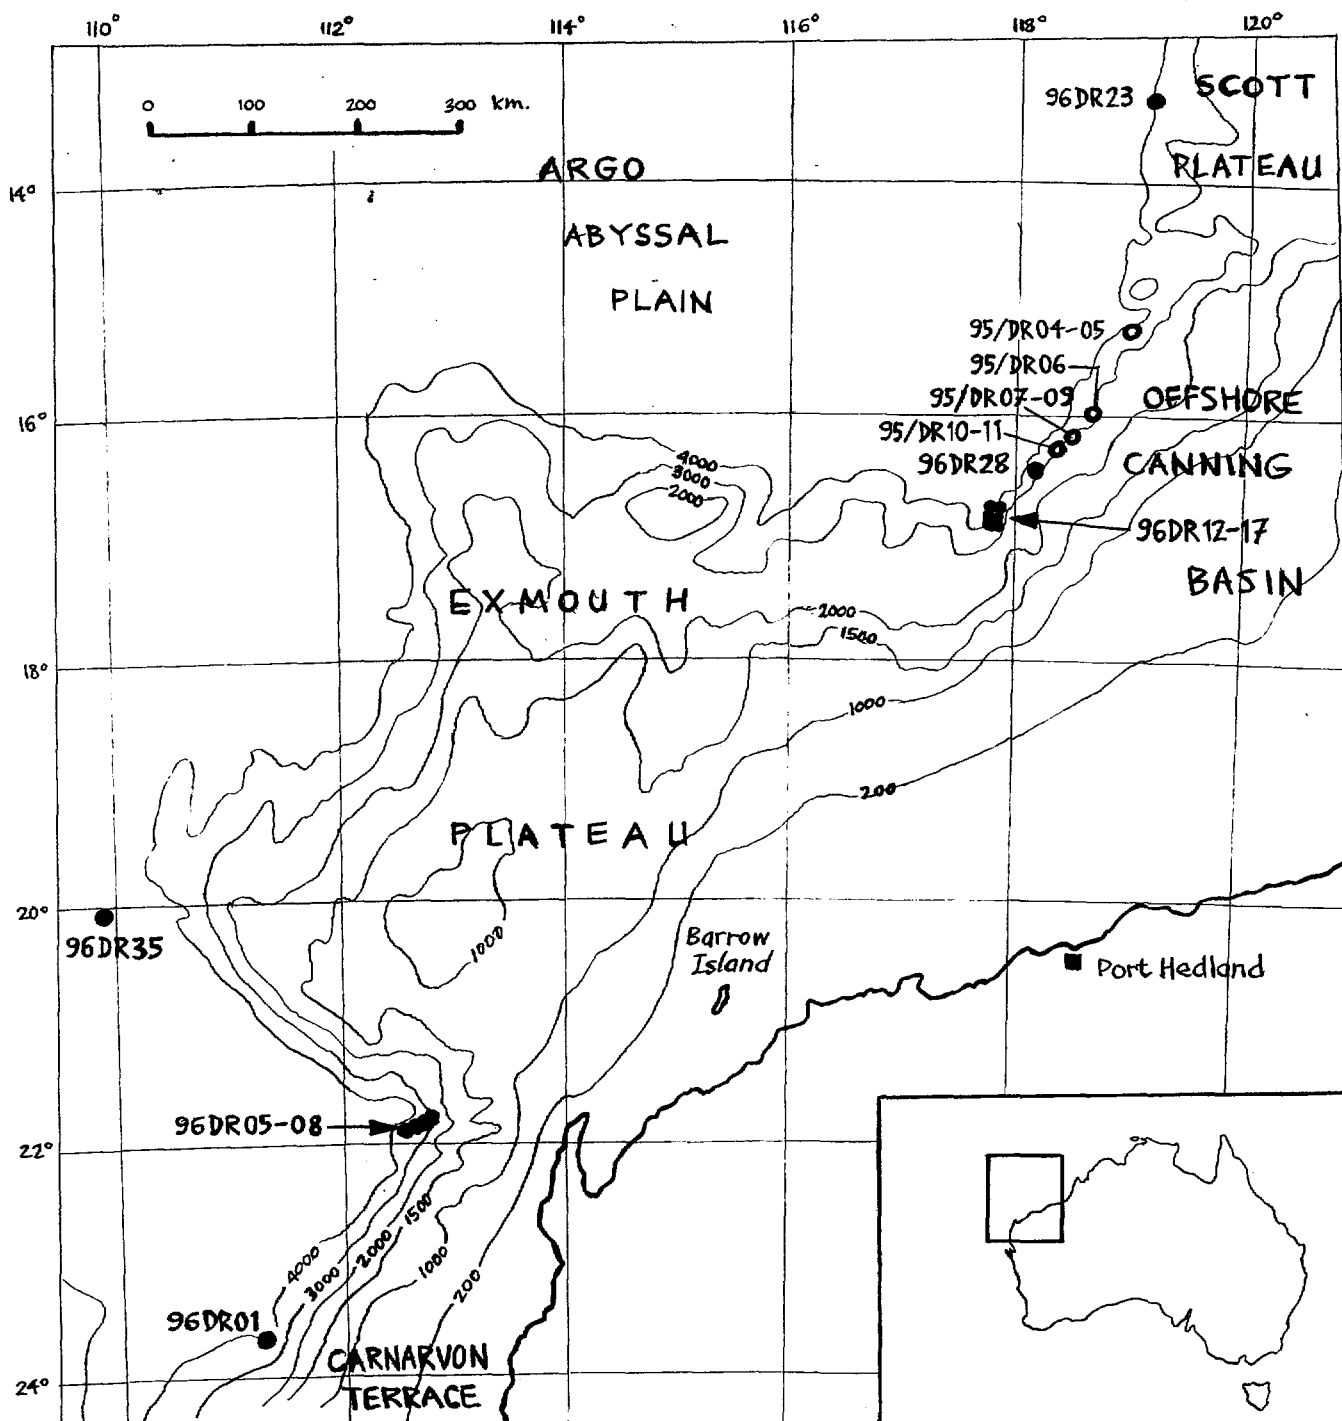 110° 112° 114° 116° 118° 120°
0 100 200 300 km.
96DR23
SCOTT
PLATEAU
14°
ARGO
ABYSSAL
PLAIN
95/DR04-05
95/DR06
95/DR07-09
95/DR10-11
96DR28
OFFSHORE
CANNING
BASIN
96DR12-17
16°
4000
3000
2000
EXMOUTH
2000
1500
18°
1000
200
PLATEAU
20°
96DR35
1000
Barrow
Island
Port Hedland
96DR05-08
22°
4000
3000
2000
1500
1000
200
96DR01
CARNARVON
TERRACE
24°